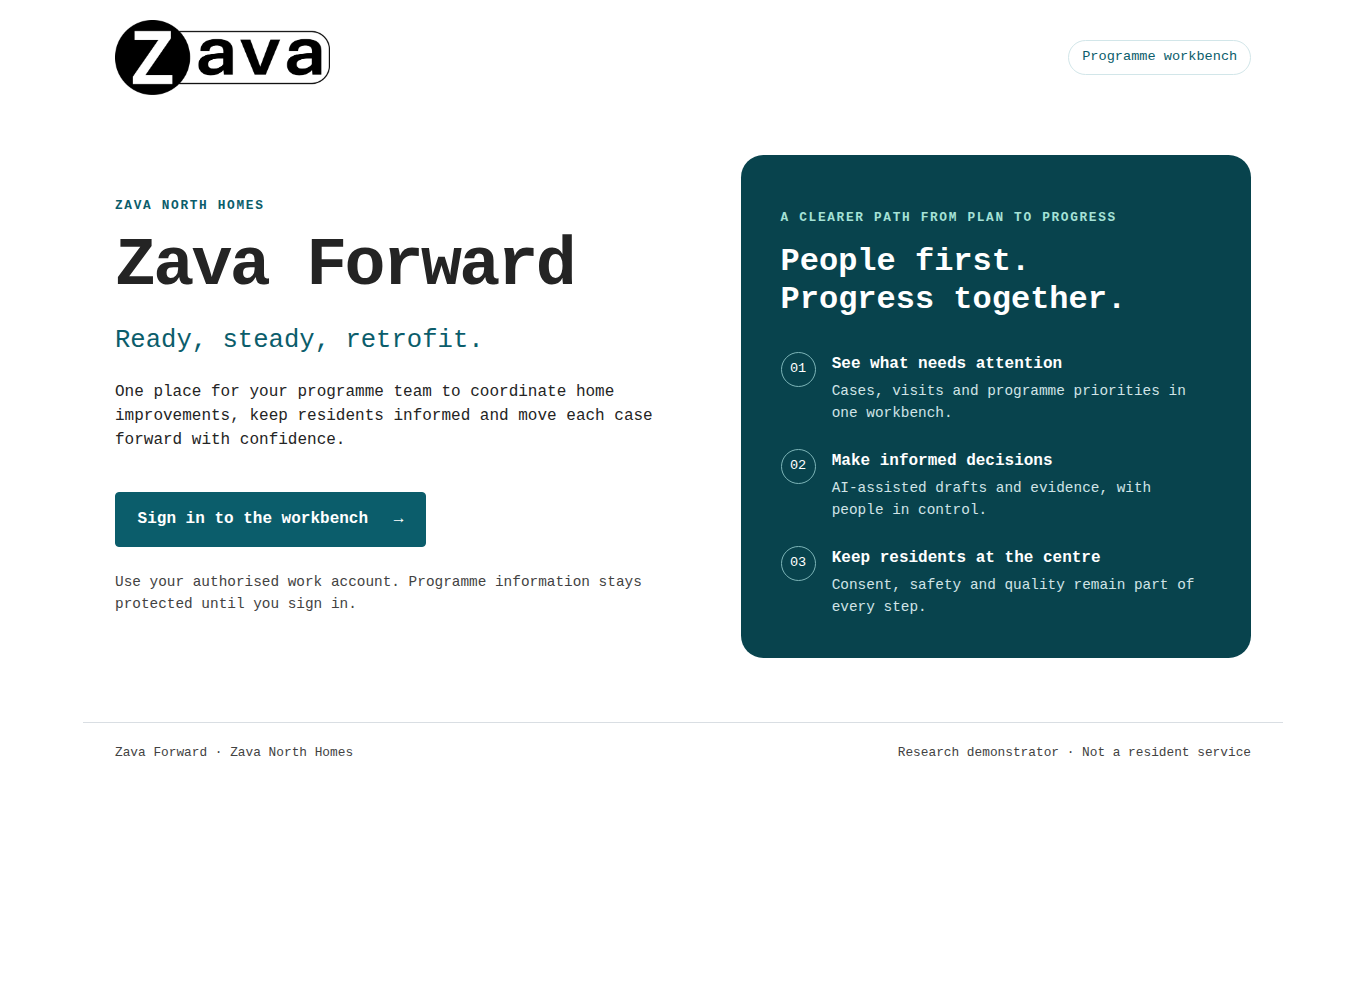 Zava
Programme workbench
ZAVA NORTH HOMES
Zava Forward
Ready, steady, retrofit.
One place for your programme team to coordinate home
improvements, keep residents informed and move each case
forward with confidence.
Sign in to the workbench →
Use your authorised work account. Programme information stays
protected until you sign in.
A CLEARER PATH FROM PLAN TO PROGRESS
People first.
Progress together.
01 See what needs attention
Cases, visits and programme priorities in
one workbench.
02 Make informed decisions
AI-assisted drafts and evidence, with
people in control.
03 Keep residents at the centre
Consent, safety and quality remain part of
every step.
Zava Forward · Zava North Homes
Research demonstrator · Not a resident service